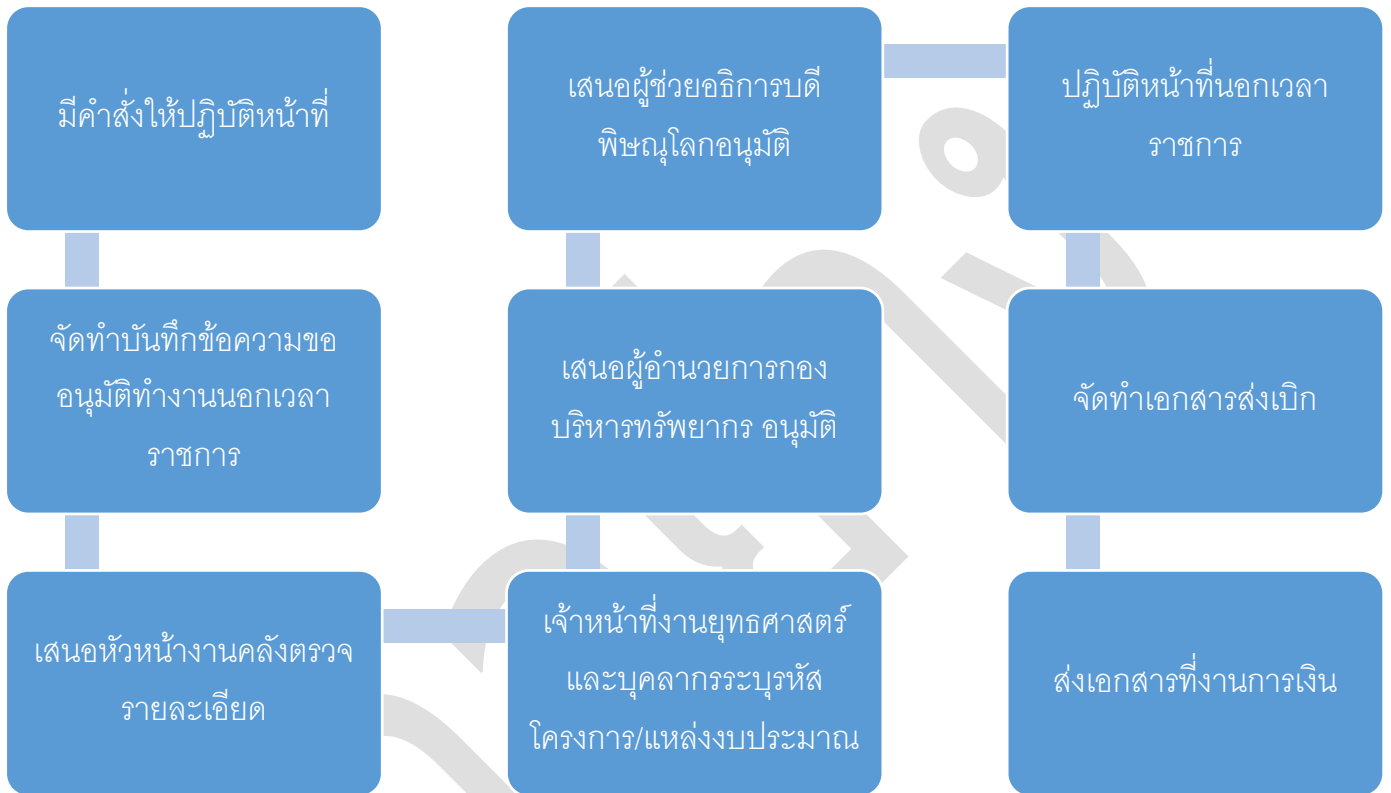 มีคำสั่งให้ปฏิบัติหน้าที่
จัดทำบันทึกข้อความขอ
อนุมัติทำงานนอกเวลา
ราชการ
เสนอหัวหน้างานคลังตรวจ
รายละเอียด
เจ้าหน้าที่งานยุทธศาสตร์
และบุคลากรระบุรหัส
โครงการ/แหล่งงบประมาณ
เสนอผู้อำนวยการกอง
บริหารทรัพยากร อนุมัติ
เสนอผู้ช่วยอธิการบดี
พิษณุโลกอนุมัติ
ปฏิบัติหน้าที่นอกเวลา
ราชการ
จัดทำเอกสารส่งเบิก
ส่งเอกสารที่งานการเงิน